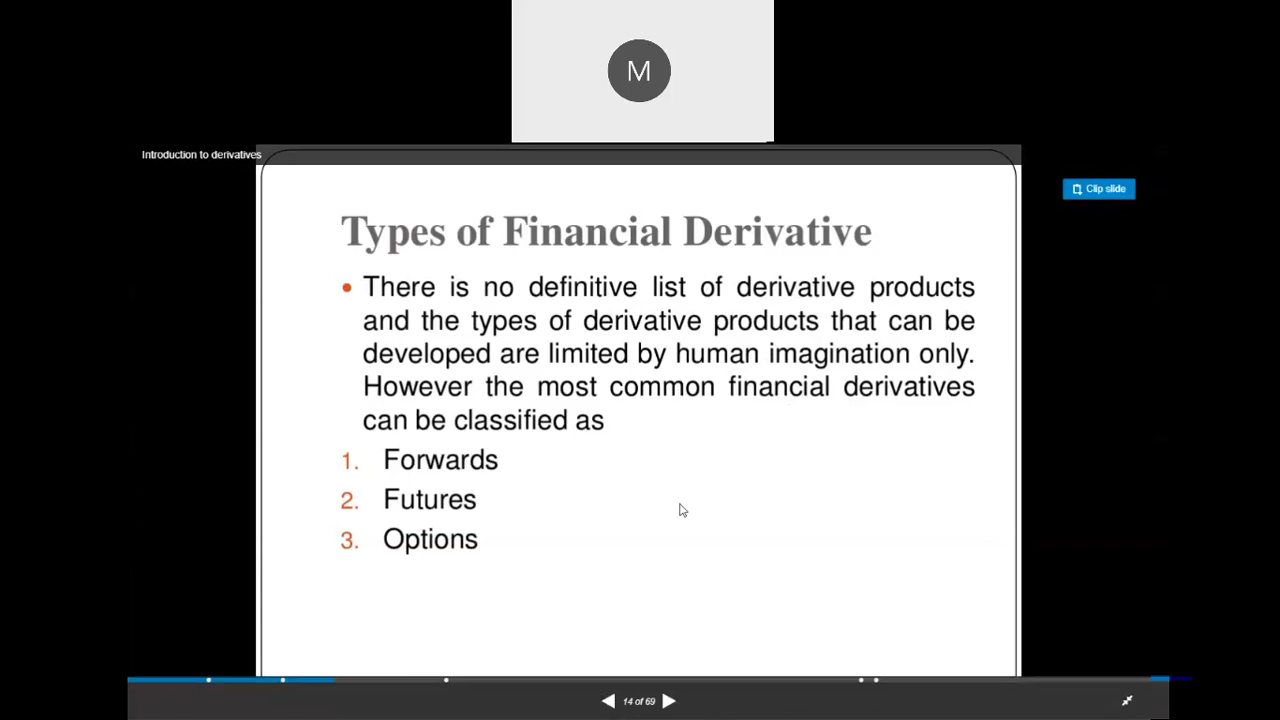 M
Introduction to derivatives
Clip slide
Types of Financial Derivative
• There is no definitive list of derivative products
and the types of derivative products that can be
developed are limited by human imagination only.
However the most common financial derivatives
can be classified as
1. Forwards
2. Futures
3. Options
14 of 69